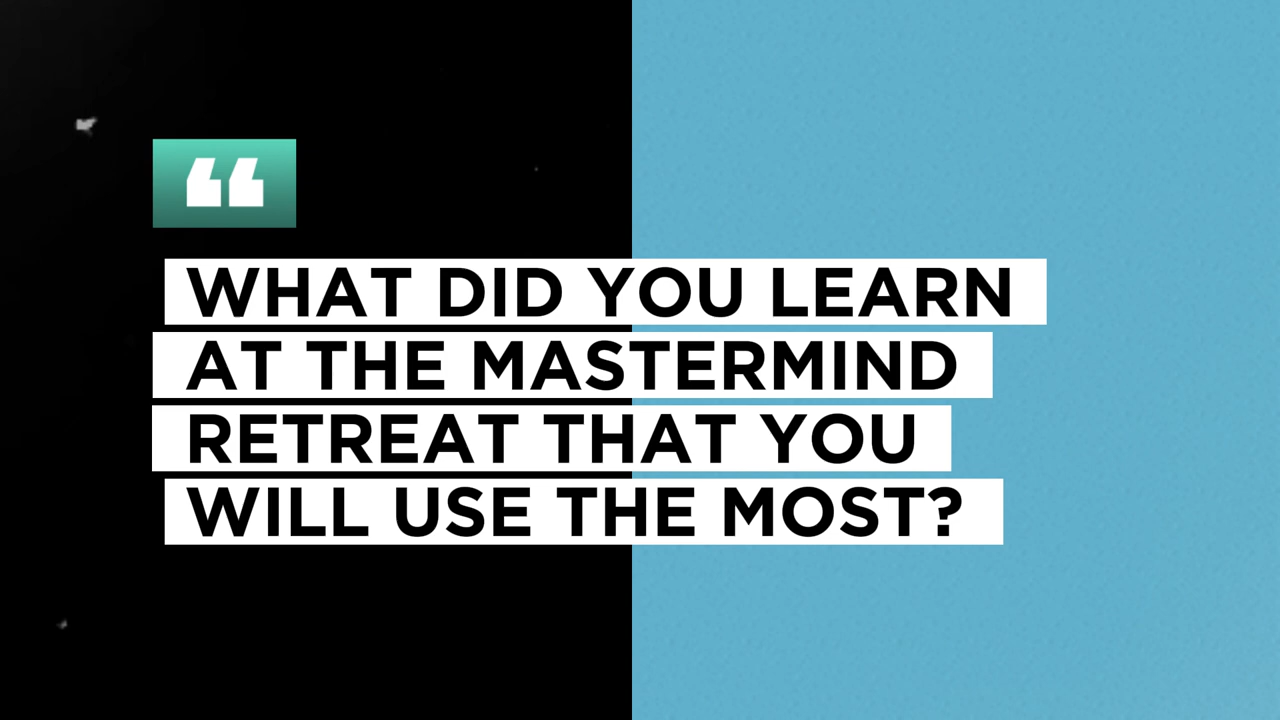 “
WHAT DID YOU LEARN
AT THE MASTERMIND
RETREAT THAT YOU
WILL USE THE MOST?